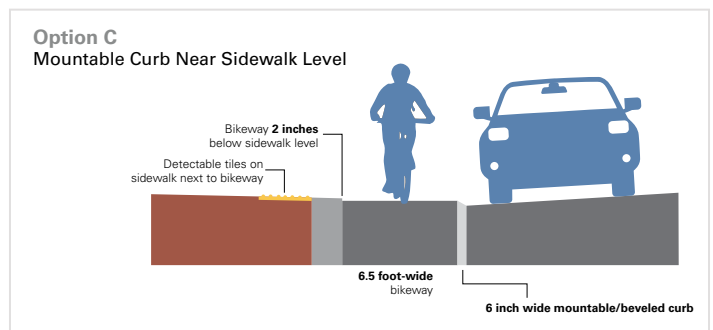 Option C
Mountable Curb Near Sidewalk Level
Bikeway 2 inches
below sidewalk level
Detectable tiles on
sidewalk next to bikeway
6.5 foot-wide
bikeway
6 inch wide mountable/beveled curb